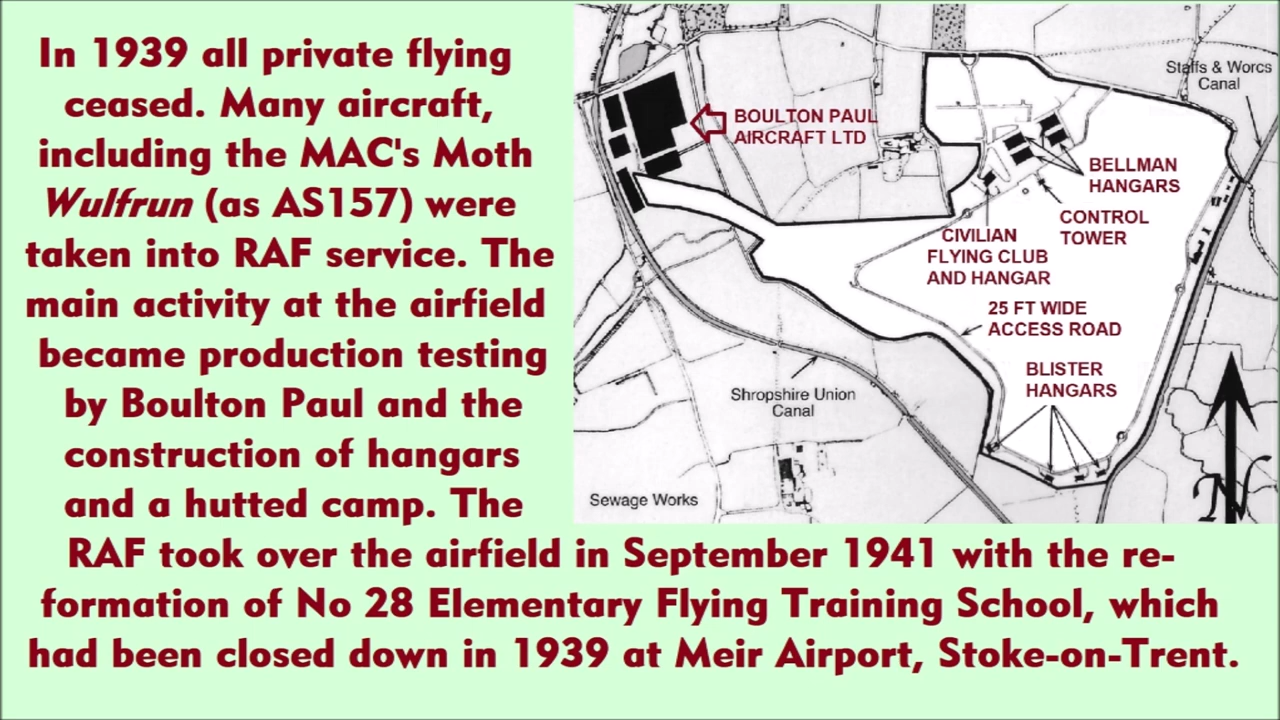 In 1939 all private flying
ceased. Many aircraft,
including the MAC's Moth
Wulfrun (as AS157) were
taken into RAF service. The
main activity at the airfield
became production testing
by Boulton Paul and the
construction of hangars
and a hutted camp. The
RAF took over the airfield in September 1941 with the re-
formation of No 28 Elementary Flying Training School, which
had been closed down in 1939 at Meir Airport, Stoke-on-Trent.
Staffs & Worcs
Canal
BOULTON PAUL
AIRCRAFT LTD
BELLMAN
HANGARS
CONTROL
TOWER
CIVILIAN
FLYING CLUB
AND HANGAR
25 FT WIDE
ACCESS ROAD
BLISTER
HANGARS
Shropshire Union
Canal
Sewage Works
N